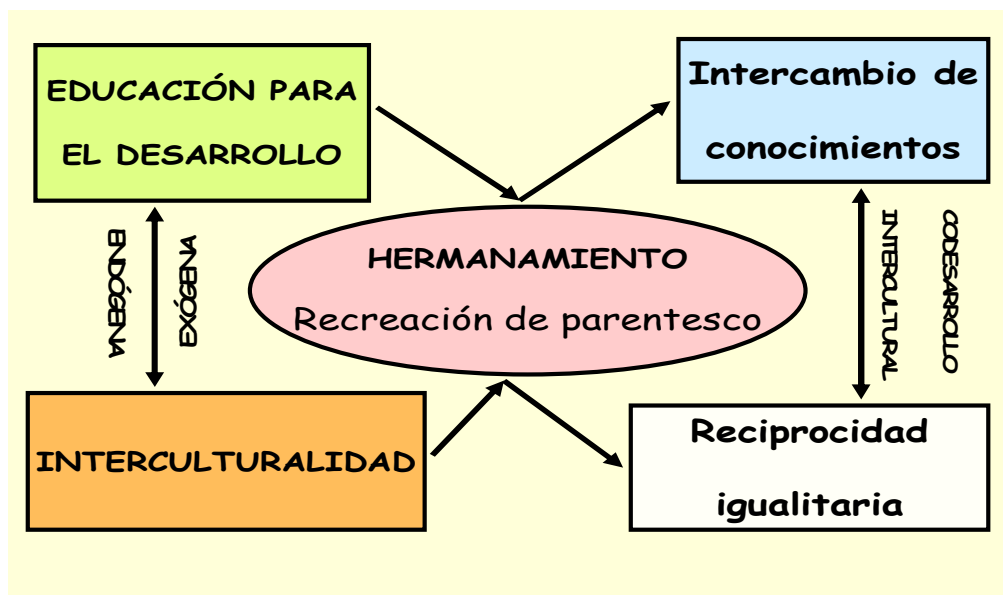 EDUCACIÓN PARA
EL DESARROLLO
Intercambio de
conocimientos
ENDÓGENA
EXÓGENA
HERMANAMIENTO
Recreación de parentesco
INTERCULTURAL
CODESARROLLO
INTERCULTURALIDAD
Reciprocidad
igualitaria